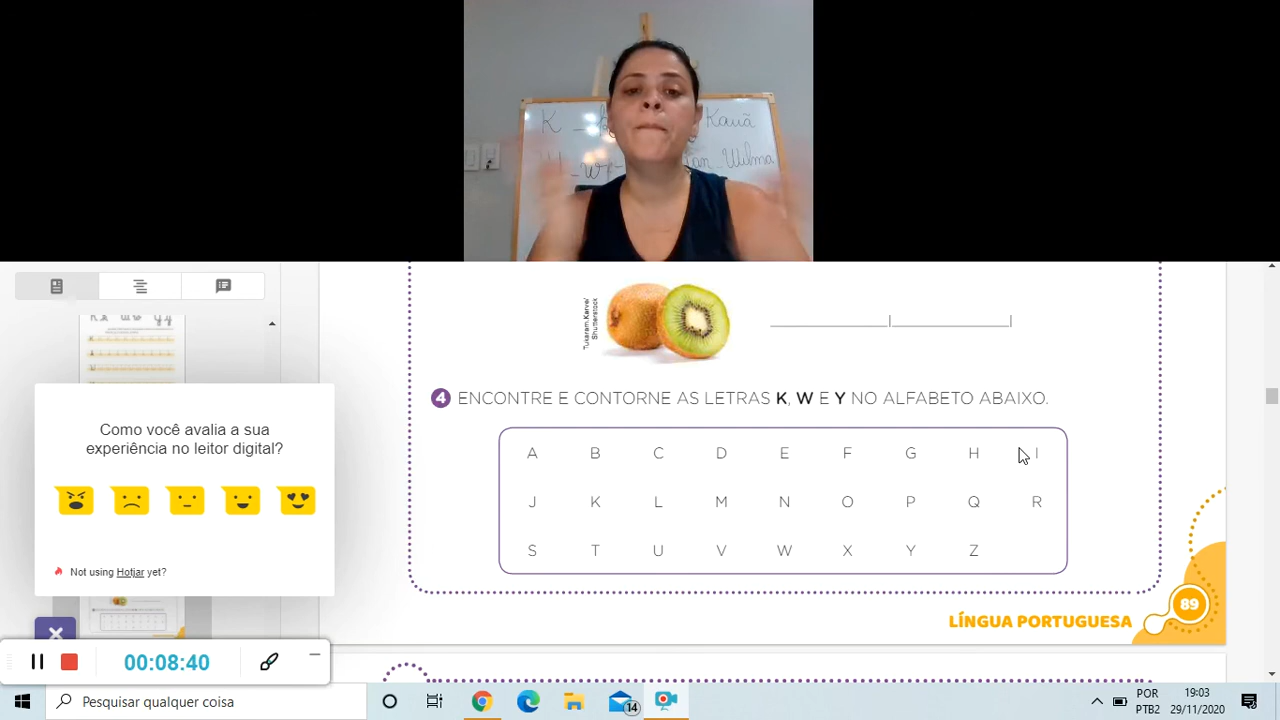 K
Kauã
Wilma
Tukaram.Karve/
Shutterstock
4 ENCONTRE E CONTORNE AS LETRAS K, W E Y NO ALFABETO ABAIXO.
A B C D E F G H I
J K L M N O P Q R
S T U V W X Y Z
LÍNGUA PORTUGUESA 89
Como você avalia a sua
experiência no leitor digital?
Not using Hotjar yet?
00:08:40
Pesquisar qualquer coisa
14
POR
PTB2
19:03
29/11/2020